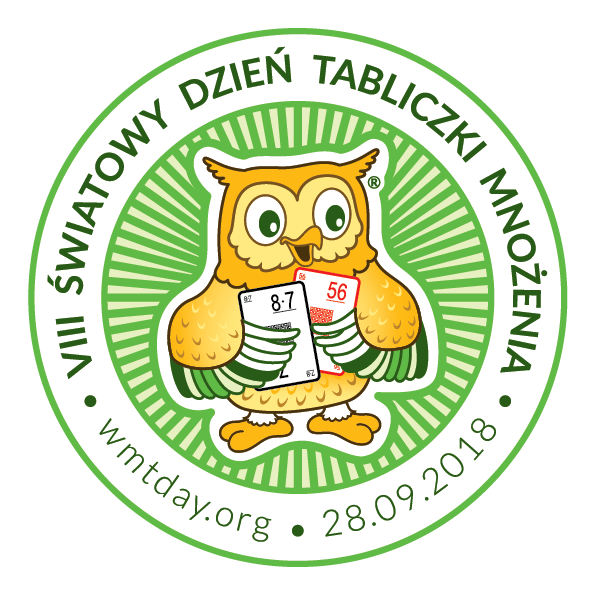 VIII ŚWIATOWY DZIEŃ TABLICZKI MNOŻENIA
®
8·7
56
wmtday.org • 28.09.2018